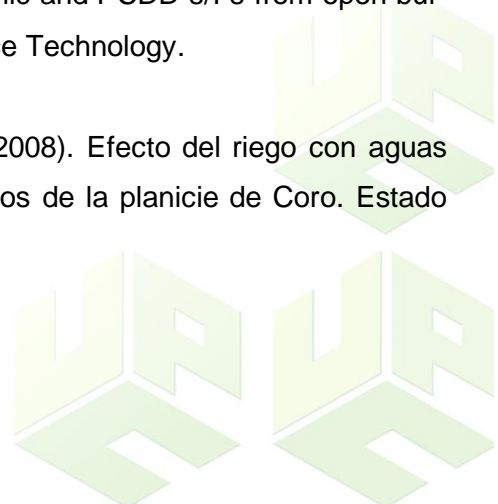 and PCDD-s/Fs from open bur-
ce Technology.
2008). Efecto del riego con aguas
os de la planicie de Coro. Estado